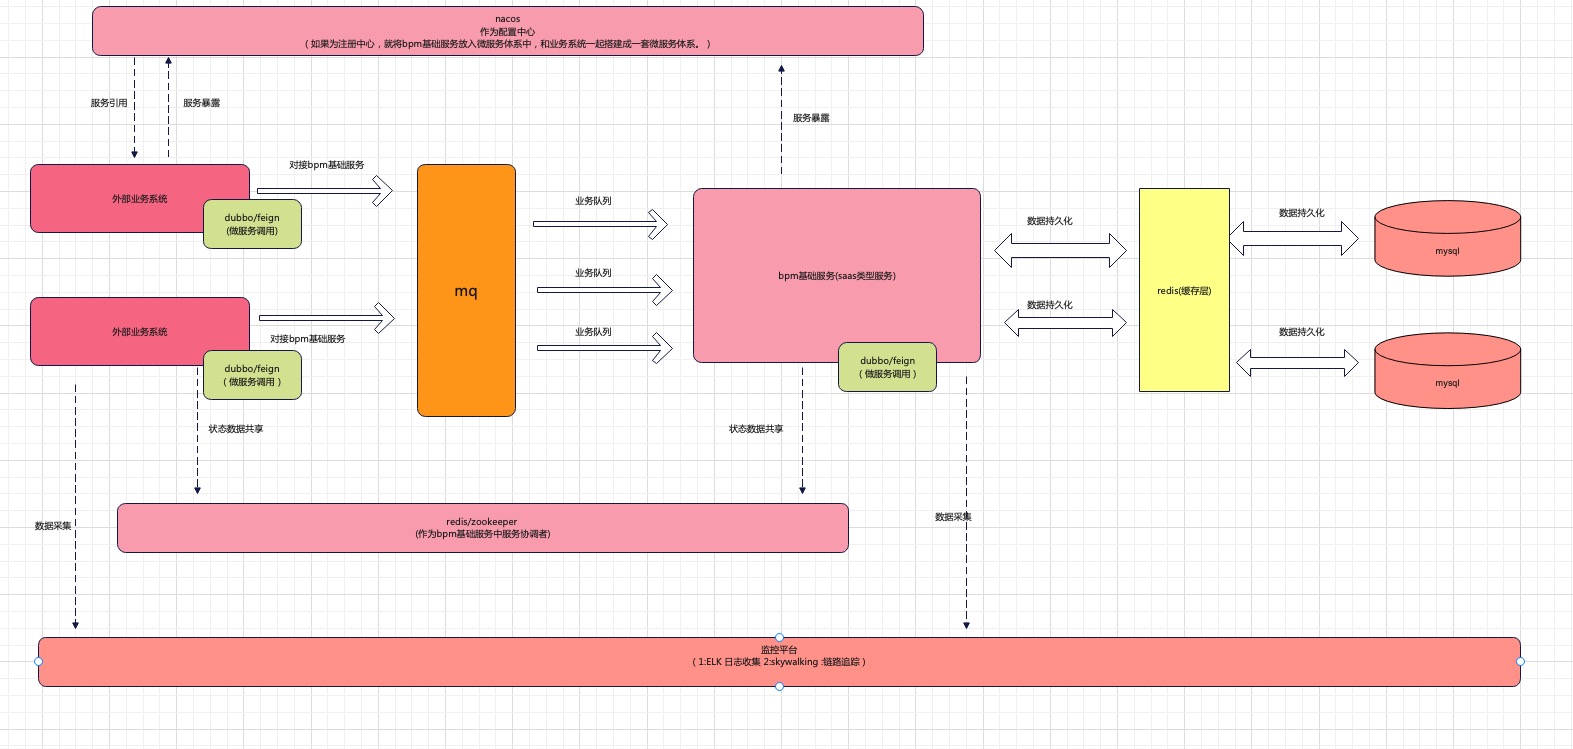 nacos
作为配置中心
（如果为注册中心，就将bpm基础服务放入微服务体系中，和业务系统一起搭建成一套微服务体系。）
服务引用
服务暴露
服务暴露
对接bpm基础服务
外部业务系统
dubbo/feign
(做服务调用)
mq
业务队列
业务队列
业务队列
bpm基础服务(saas类型服务)
dubbo/feign
（做服务调用）
数据持久化
数据持久化
redis(缓存层)
数据持久化
mysql
数据持久化
mysql
外部业务系统
对接bpm基础服务
dubbo/feign
（做服务调用）
状态数据共享
状态数据共享
redis/zookeeper
(作为bpm基础服务中服务协调者)
数据采集
数据采集
监控平台
（1:ELK 日志收集 2:skywalking :链路追踪）